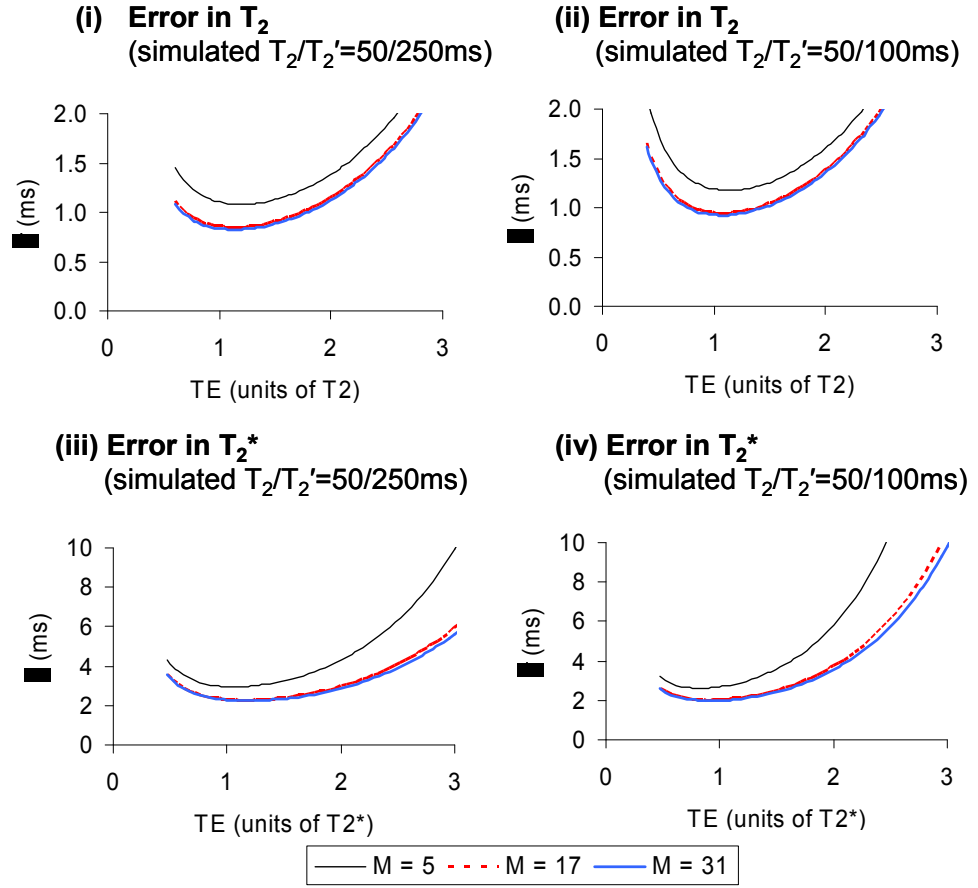 (i) Error in T₂
(simulated T₂/T₂′=50/250ms)
(ii) Error in T₂
(simulated T₂/T₂′=50/100ms)
2.0
1.5
1.0
0.5
0.0
(ms)
0 1 2 3
TE (units of T2)
2.0
1.5
1.0
0.5
0.0
(ms)
0 1 2 3
TE (units of T2)
(iii) Error in T₂*
(simulated T₂/T₂′=50/250ms)
(iv) Error in T₂*
(simulated T₂/T₂′=50/100ms)
10
8
6
4
2
0
(ms)
0 1 2 3
TE (units of T2*)
10
8
6
4
2
0
(ms)
0 1 2 3
TE (units of T2*)
M = 5 M = 17 M = 31